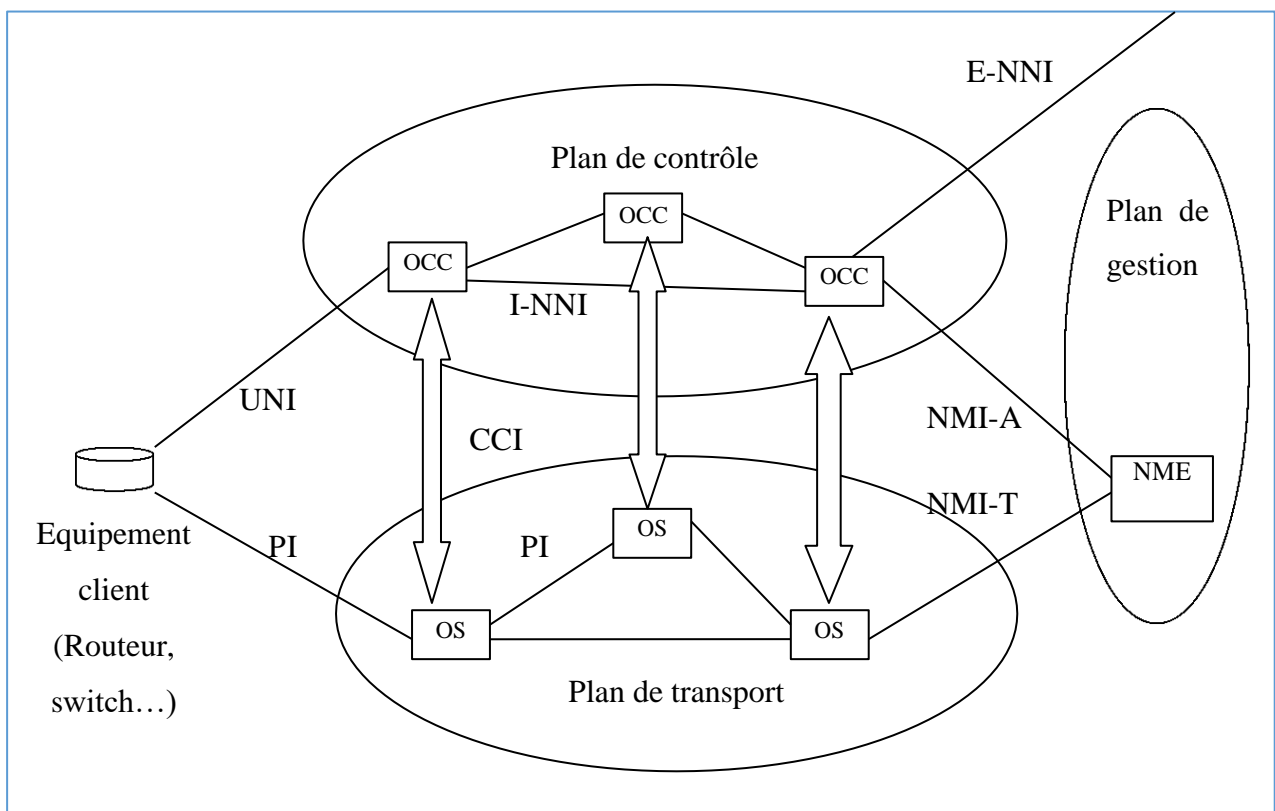 E-NNI
Plan de contrôle
OCC
OCC
OCC
I-NNI
Plan de
gestion
UNI
CCI
NMI-A
NME
NMI-T
Equipement
client
(Routeur,
switch…)
PI
PI
OS
OS
OS
Plan de transport